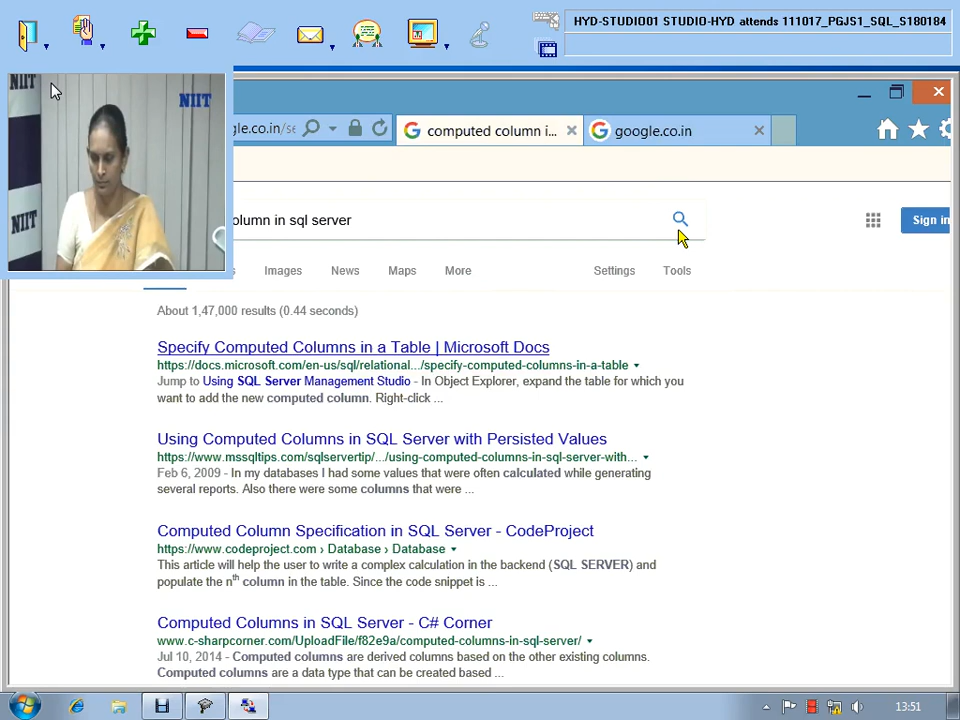 HYD-STUDIO01 STUDIO-HYD attends 111017_PGJS1_SQL_S180184
NIIT
NIIT
NIIT
gle.co.in/se
computed column i...
google.co.in
olumn in sql server
Sign in
Images
News
Maps
More
Settings
Tools
About 1,47,000 results (0.44 seconds)
Specify Computed Columns in a Table | Microsoft Docs
https://docs.microsoft.com/en-us/sql/relational.../specify-computed-columns-in-a-table
Jump to Using SQL Server Management Studio - In Object Explorer, expand the table for which you
want to add the new computed column. Right-click ...
Using Computed Columns in SQL Server with Persisted Values
https://www.mssqltips.com/sqlservertip/.../using-computed-columns-in-sql-server-with...
Feb 6, 2009 - In my databases I had some values that were often calculated while generating
several reports. Also there were some columns that were ...
Computed Column Specification in SQL Server - CodeProject
https://www.codeproject.com › Database › Database
This article will help the user to write a complex calculation in the backend (SQL SERVER) and
populate the nth column in the table. Since the code snippet is ...
Computed Columns in SQL Server - C# Corner
www.c-sharpcorner.com/UploadFile/f82e9a/computed-columns-in-sql-server/
Jul 10, 2014 - Computed columns are derived columns based on the other existing columns.
Computed columns are a data type that can be created based ...
13:51